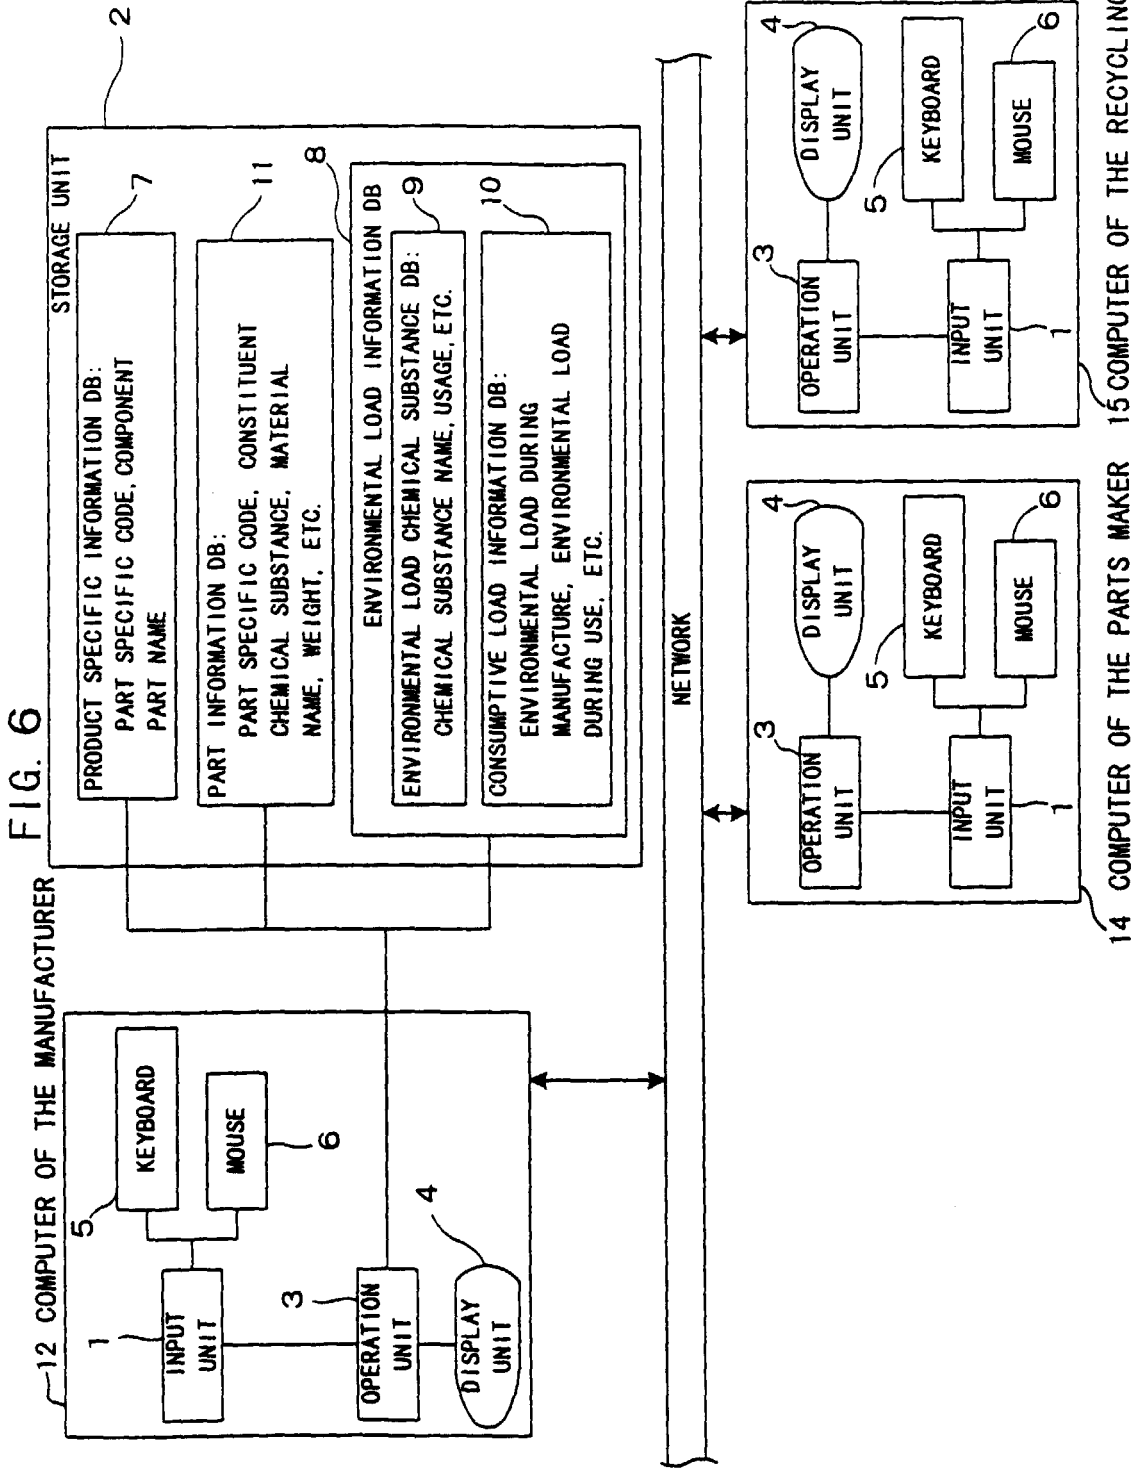 FIG. 6
12 COMPUTER OF THE MANUFACTURER
5
KEYBOARD
MOUSE
6
1
INPUT
UNIT
3
OPERATION
UNIT
4
DISPLAY
UNIT
2
STORAGE UNIT
7
PRODUCT SPECIFIC INFORMATION DB:
PART SPECIFIC CODE, COMPONENT
PART NAME
11
PART INFORMATION DB:
PART SPECIFIC CODE, CONSTITUENT
CHEMICAL SUBSTANCE, MATERIAL
NAME, WEIGHT, ETC.
8
ENVIRONMENTAL LOAD INFORMATION DB
9
ENVIRONMENTAL LOAD CHEMICAL SUBSTANCE DB:
CHEMICAL SUBSTANCE NAME, USAGE, ETC.
10
CONSUMPTIVE LOAD INFORMATION DB:
ENVIRONMENTAL LOAD DURING
MANUFACTURE, ENVIRONMENTAL LOAD
DURING USE, ETC.
NETWORK
3
OPERATION
UNIT
4
DISPLAY
UNIT
5
KEYBOARD
INPUT
UNIT
1
MOUSE
6
14 COMPUTER OF THE PARTS MAKER
3
OPERATION
UNIT
4
DISPLAY
UNIT
5
KEYBOARD
INPUT
UNIT
1
MOUSE
6
15 COMPUTER OF THE RECYCLING